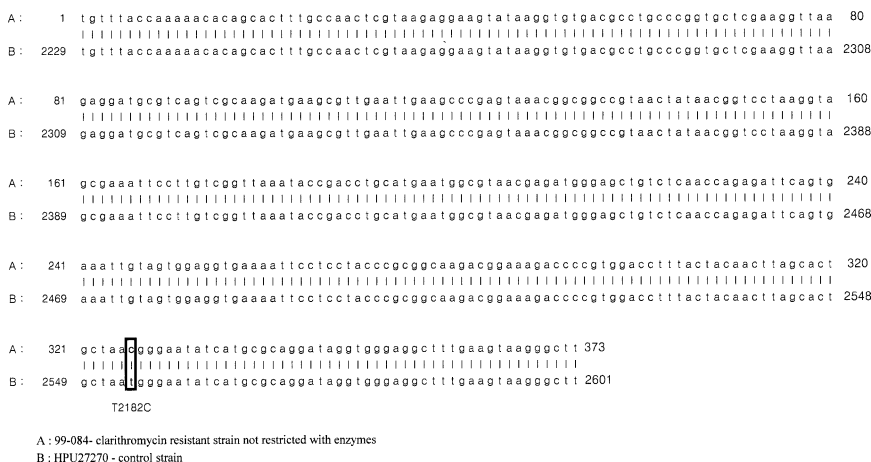 A : 1 tgtttaccaaaaacacagcactttgccaactcgtaagaggaagtataaggtgtgacgcctgcccggtgctcgaaggttaa 80
B : 2229 tgtttaccaaaaacacagcactttgccaactcgtaagaggaagtataaggtgtgacgcctgcccggtgctcgaaggttaa 2308
A : 81 gaggatgcgtcagtcgcaagatgaagcgttgaattgaagcccgagtaaacggcggccgtaactataacggtcctaaggta 160
B : 2309 gaggatgcgtcagtcgcaagatgaagcgttgaattgaagcccgagtaaacggcggccgtaactataacggtcctaaggta 2388
A : 161 gcgaaattccttgtcggttaaataccgacctgcatgaatggcgtaacgagatgggagctgtctcaaccagagattcagtg 240
B : 2389 gcgaaattccttgtcggttaaataccgacctgcatgaatggcgtaacgagatgggagctgtctcaaccagagattcagtg 2468
A : 241 aaattgtagtggaggtgaaaattcctcctacccgcggcaagacggaaagaccccgtggacctttactacaacttagcact 320
B : 2469 aaattgtagtggaggtgaaaattcctcctacccgcggcaagacggaaagaccccgtggacctttactacaacttagcact 2548
A : 321 gctaacgggaatatcatgcgcaggataggtgggaggctttgaagtaagggctt 373
B : 2549 gctaatgggaatatcatgcgcaggataggtgggaggctttgaagtaagggctt 2601
T2182C
A : 99-084- clarithromycin resistant strain not restricted with enzymes
B : HPU27270 - control strain